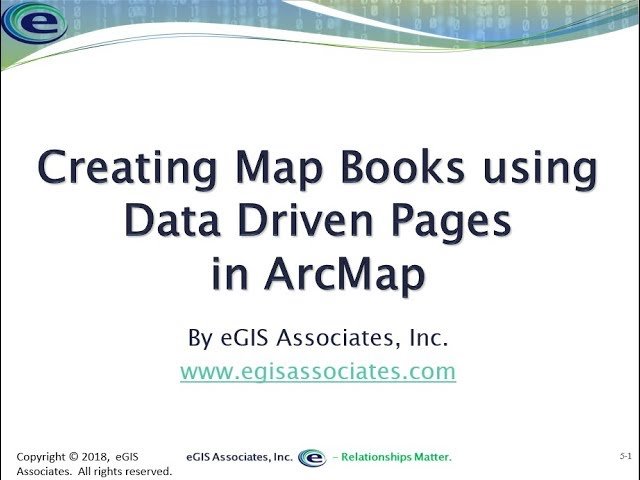 e
Creating Map Books using
Data Driven Pages
in ArcMap
By eGIS Associates, Inc.
www.egisassociates.com
Copyright © 2018,  eGIS
Associates.  All rights reserved.
eGIS Associates, Inc. e – Relationships Matter.
5-1